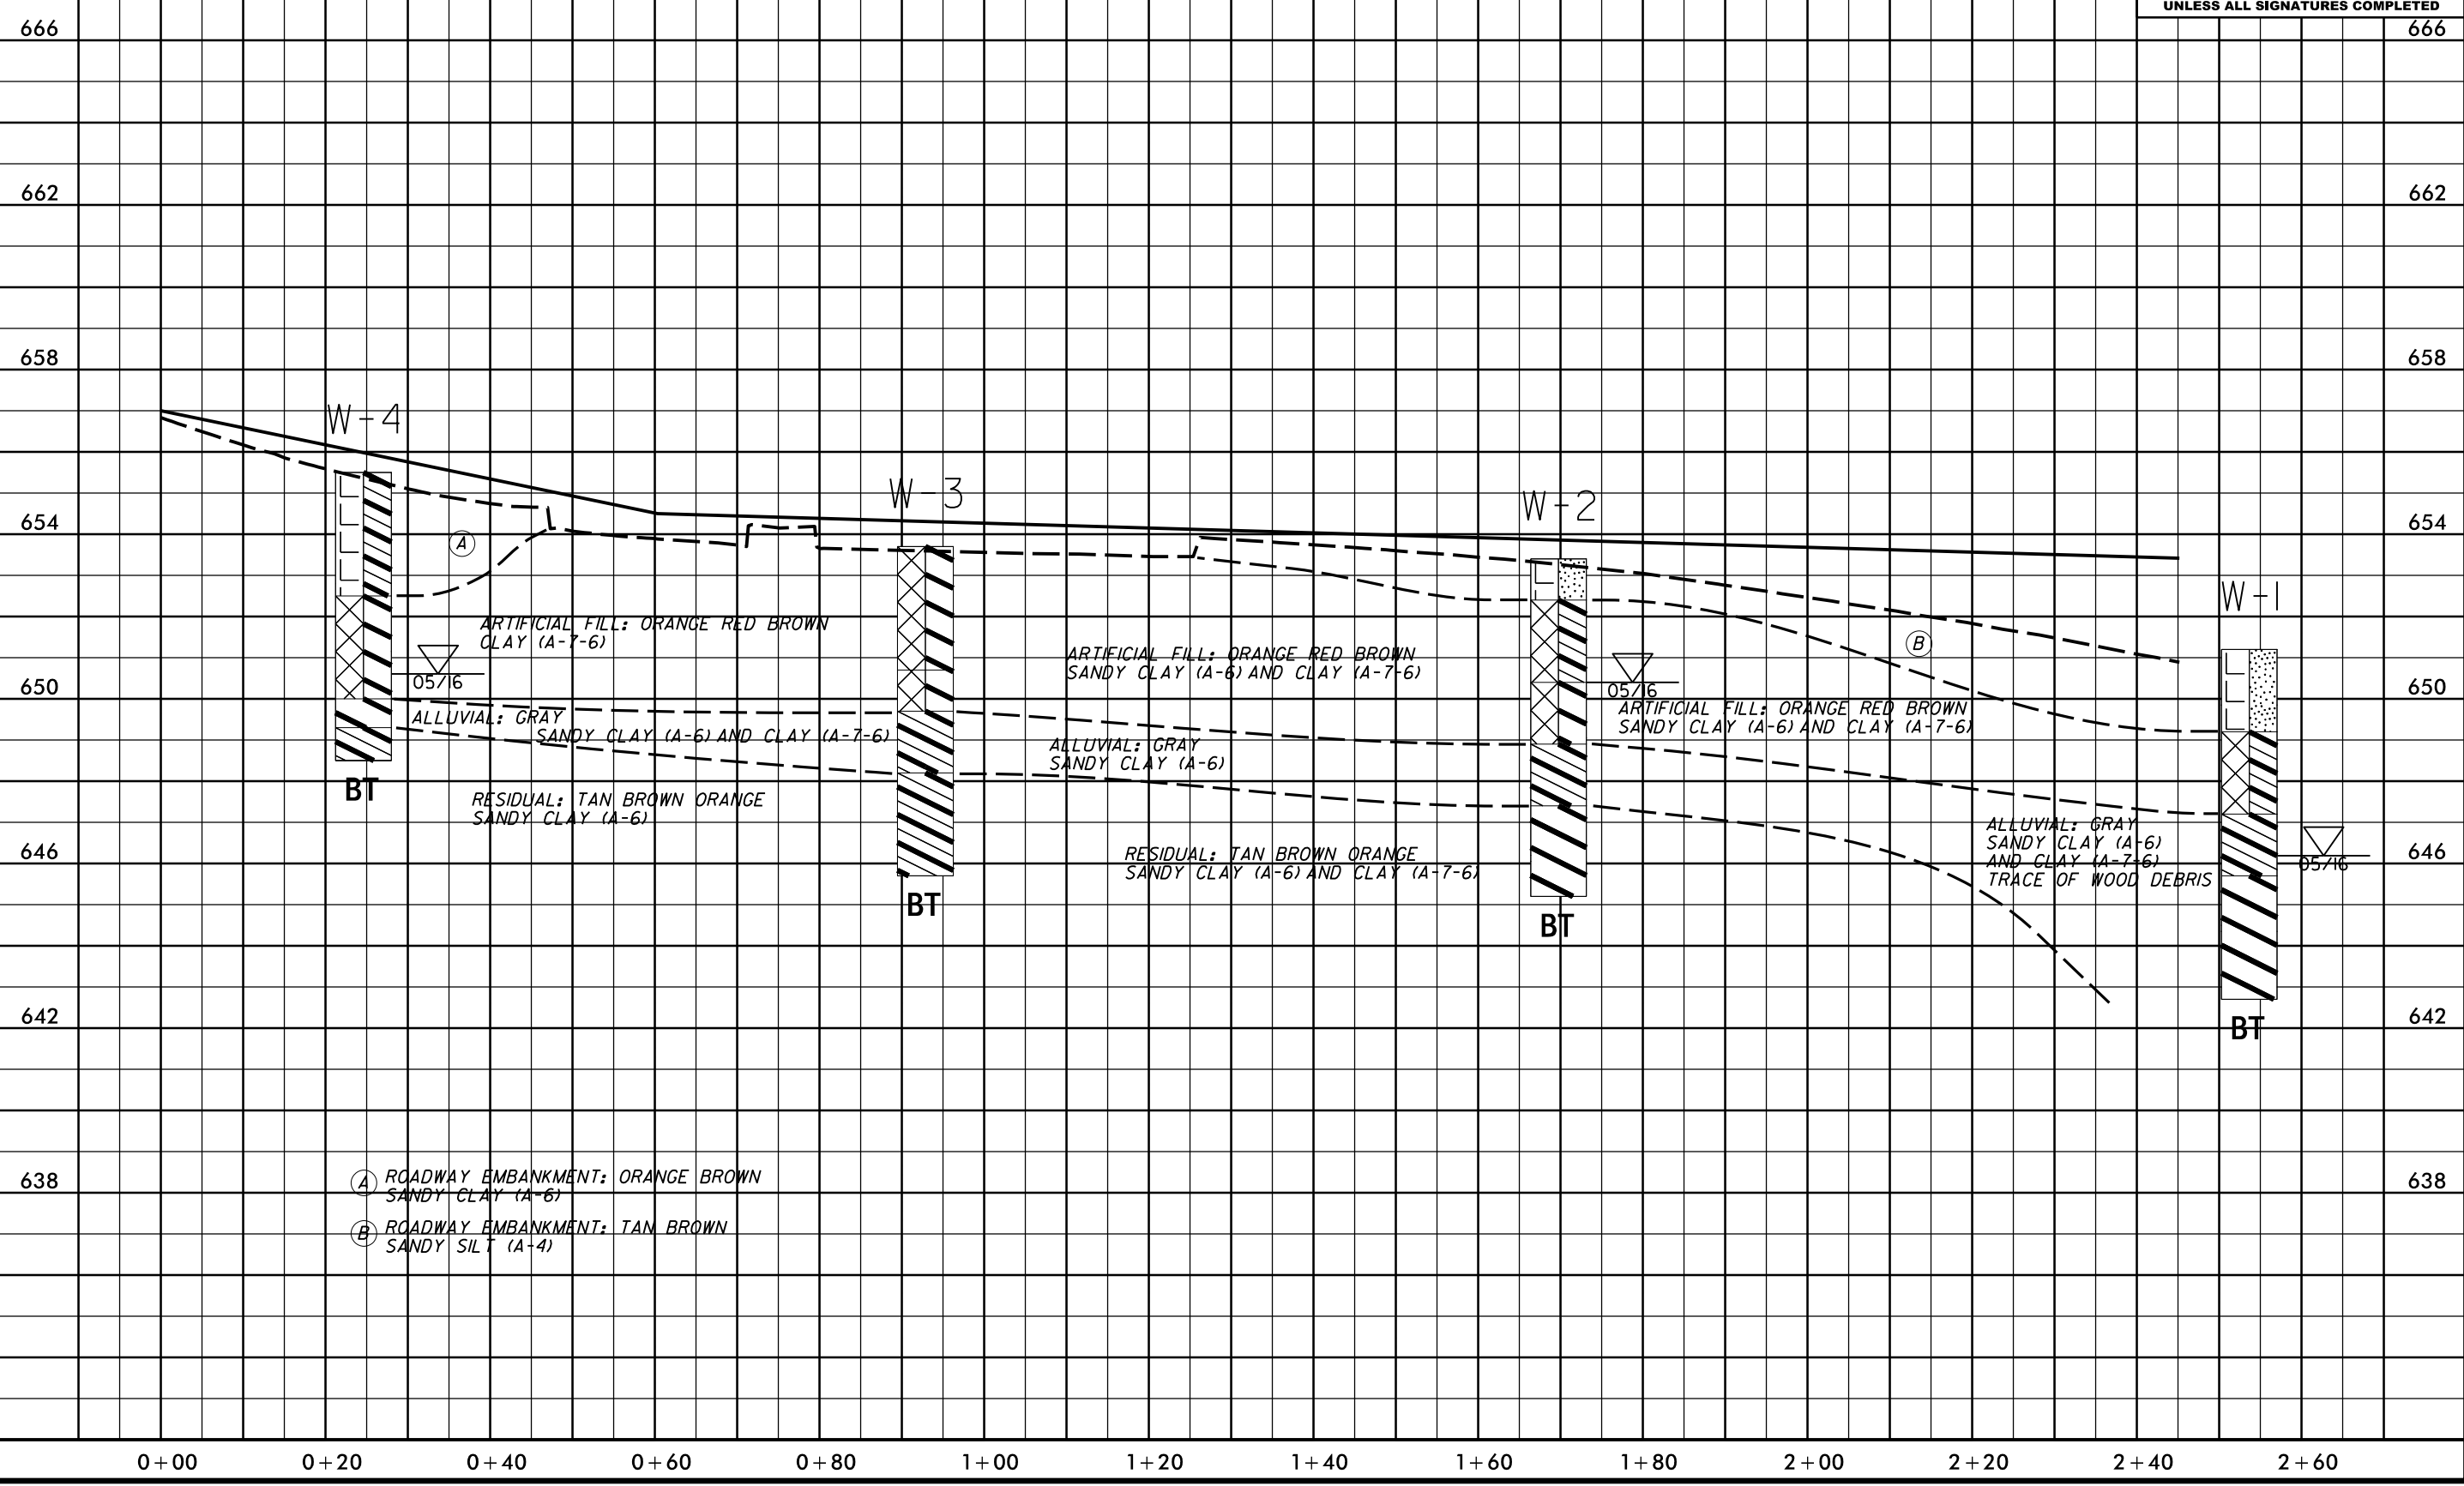 UNLESS ALL SIGNATURES COMPLETED
666 666
662 662
658 658
W-4
W-3
W-2
654 654
A
W-1
ARTIFICIAL FILL: ORANGE RED BROWN
CLAY (A-7-6)
B
ARTIFICIAL FILL: ORANGE RED BROWN
SANDY CLAY (A-6) AND CLAY (A-7-6)
05/16
05/16
650 650
ARTIFICIAL FILL: ORANGE RED BROWN
SANDY CLAY (A-6) AND CLAY (A-7-6)
ALLUVIAL: GRAY
SANDY CLAY (A-6) AND CLAY (A-7-6)
ALLUVIAL: GRAY
SANDY CLAY (A-6)
BT
RESIDUAL: TAN BROWN ORANGE
SANDY CLAY (A-6)
ALLUVIAL: GRAY
SANDY CLAY (A-6)
AND CLAY (A-7-6)
TRACE OF WOOD DEBRIS
646 646
RESIDUAL: TAN BROWN ORANGE
SANDY CLAY (A-6) AND CLAY (A-7-6)
05/16
BT
BT
642 642
BT
638 638
A ROADWAY EMBANKMENT: ORANGE BROWN
SANDY CLAY (A-6)
B ROADWAY EMBANKMENT: TAN BROWN
SANDY SILT (A-4)
0+00 0+20 0+40 0+60 0+80 1+00 1+20 1+40 1+60 1+80 2+00 2+20 2+40 2+60